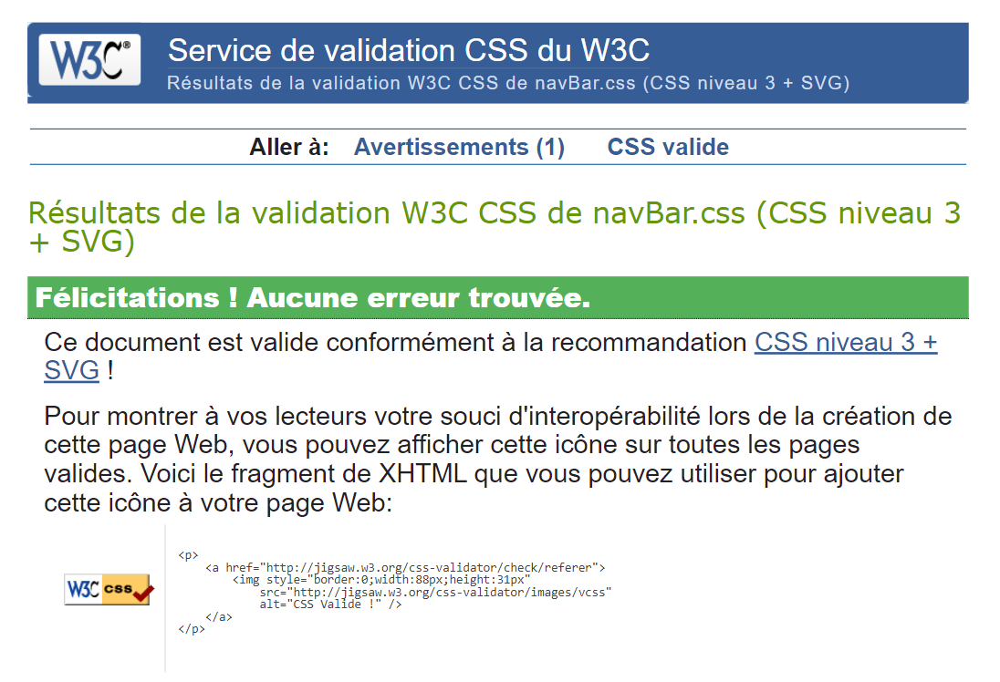 W3C®
Service de validation CSS du W3C
Résultats de la validation W3C CSS de navBar.css (CSS niveau 3 + SVG)
Aller à: Avertissements (1) CSS valide
Résultats de la validation W3C CSS de navBar.css (CSS niveau 3
+ SVG)
Félicitations ! Aucune erreur trouvée.
Ce document est valide conformément à la recommandation CSS niveau 3 +
SVG !
Pour montrer à vos lecteurs votre souci d'interopérabilité lors de la création de
cette page Web, vous pouvez afficher cette icône sur toutes les pages
valides. Voici le fragment de XHTML que vous pouvez utiliser pour ajouter
cette icône à votre page Web:
W3C css
<p>
    <a href="http://jigsaw.w3.org/css-validator/check/referer">
        <img style="border:0;width:88px;height:31px"
            src="http://jigsaw.w3.org/css-validator/images/vcss"
            alt="CSS Valide !" />
    </a>
</p>